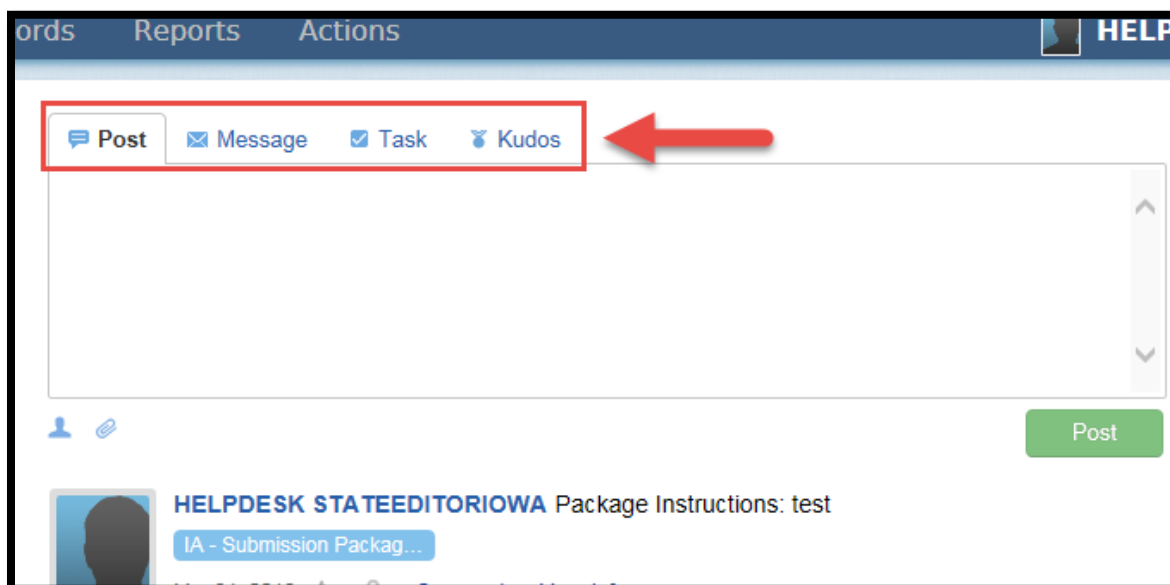 ords Reports Actions HELP
Post Message Task Kudos
Post
HELPDESK STATEEDITORIOWA Package Instructions: test
IA - Submission Packag...